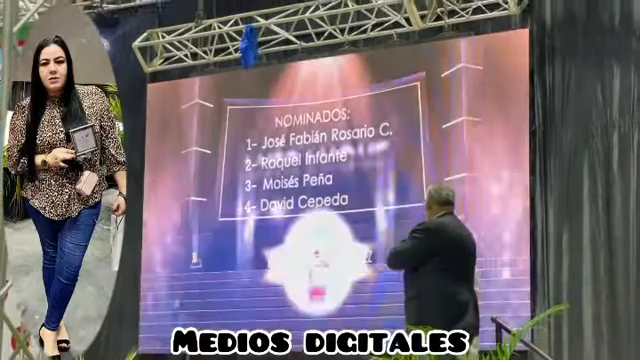 NOMINADOS:
1- José Fabián Rosario C.
2- Raquel Infante
3- Moisés Peña
4- David Cepeda
MEDIOS DIGITALES